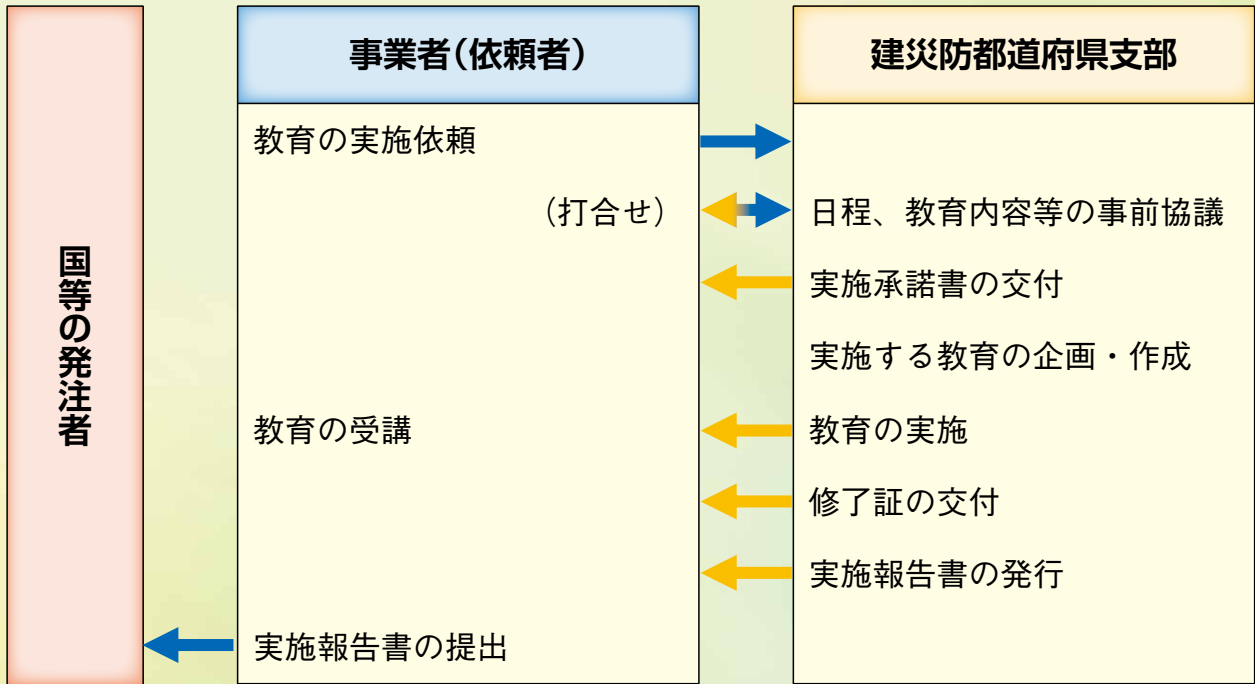 国等の発注者
事業者(依頼者)
建災防都道府県支部
教育の実施依頼
(打合せ)
日程、教育内容等の事前協議
実施承諾書の交付
実施する教育の企画・作成
教育の受講
教育の実施
修了証の交付
実施報告書の発行
実施報告書の提出